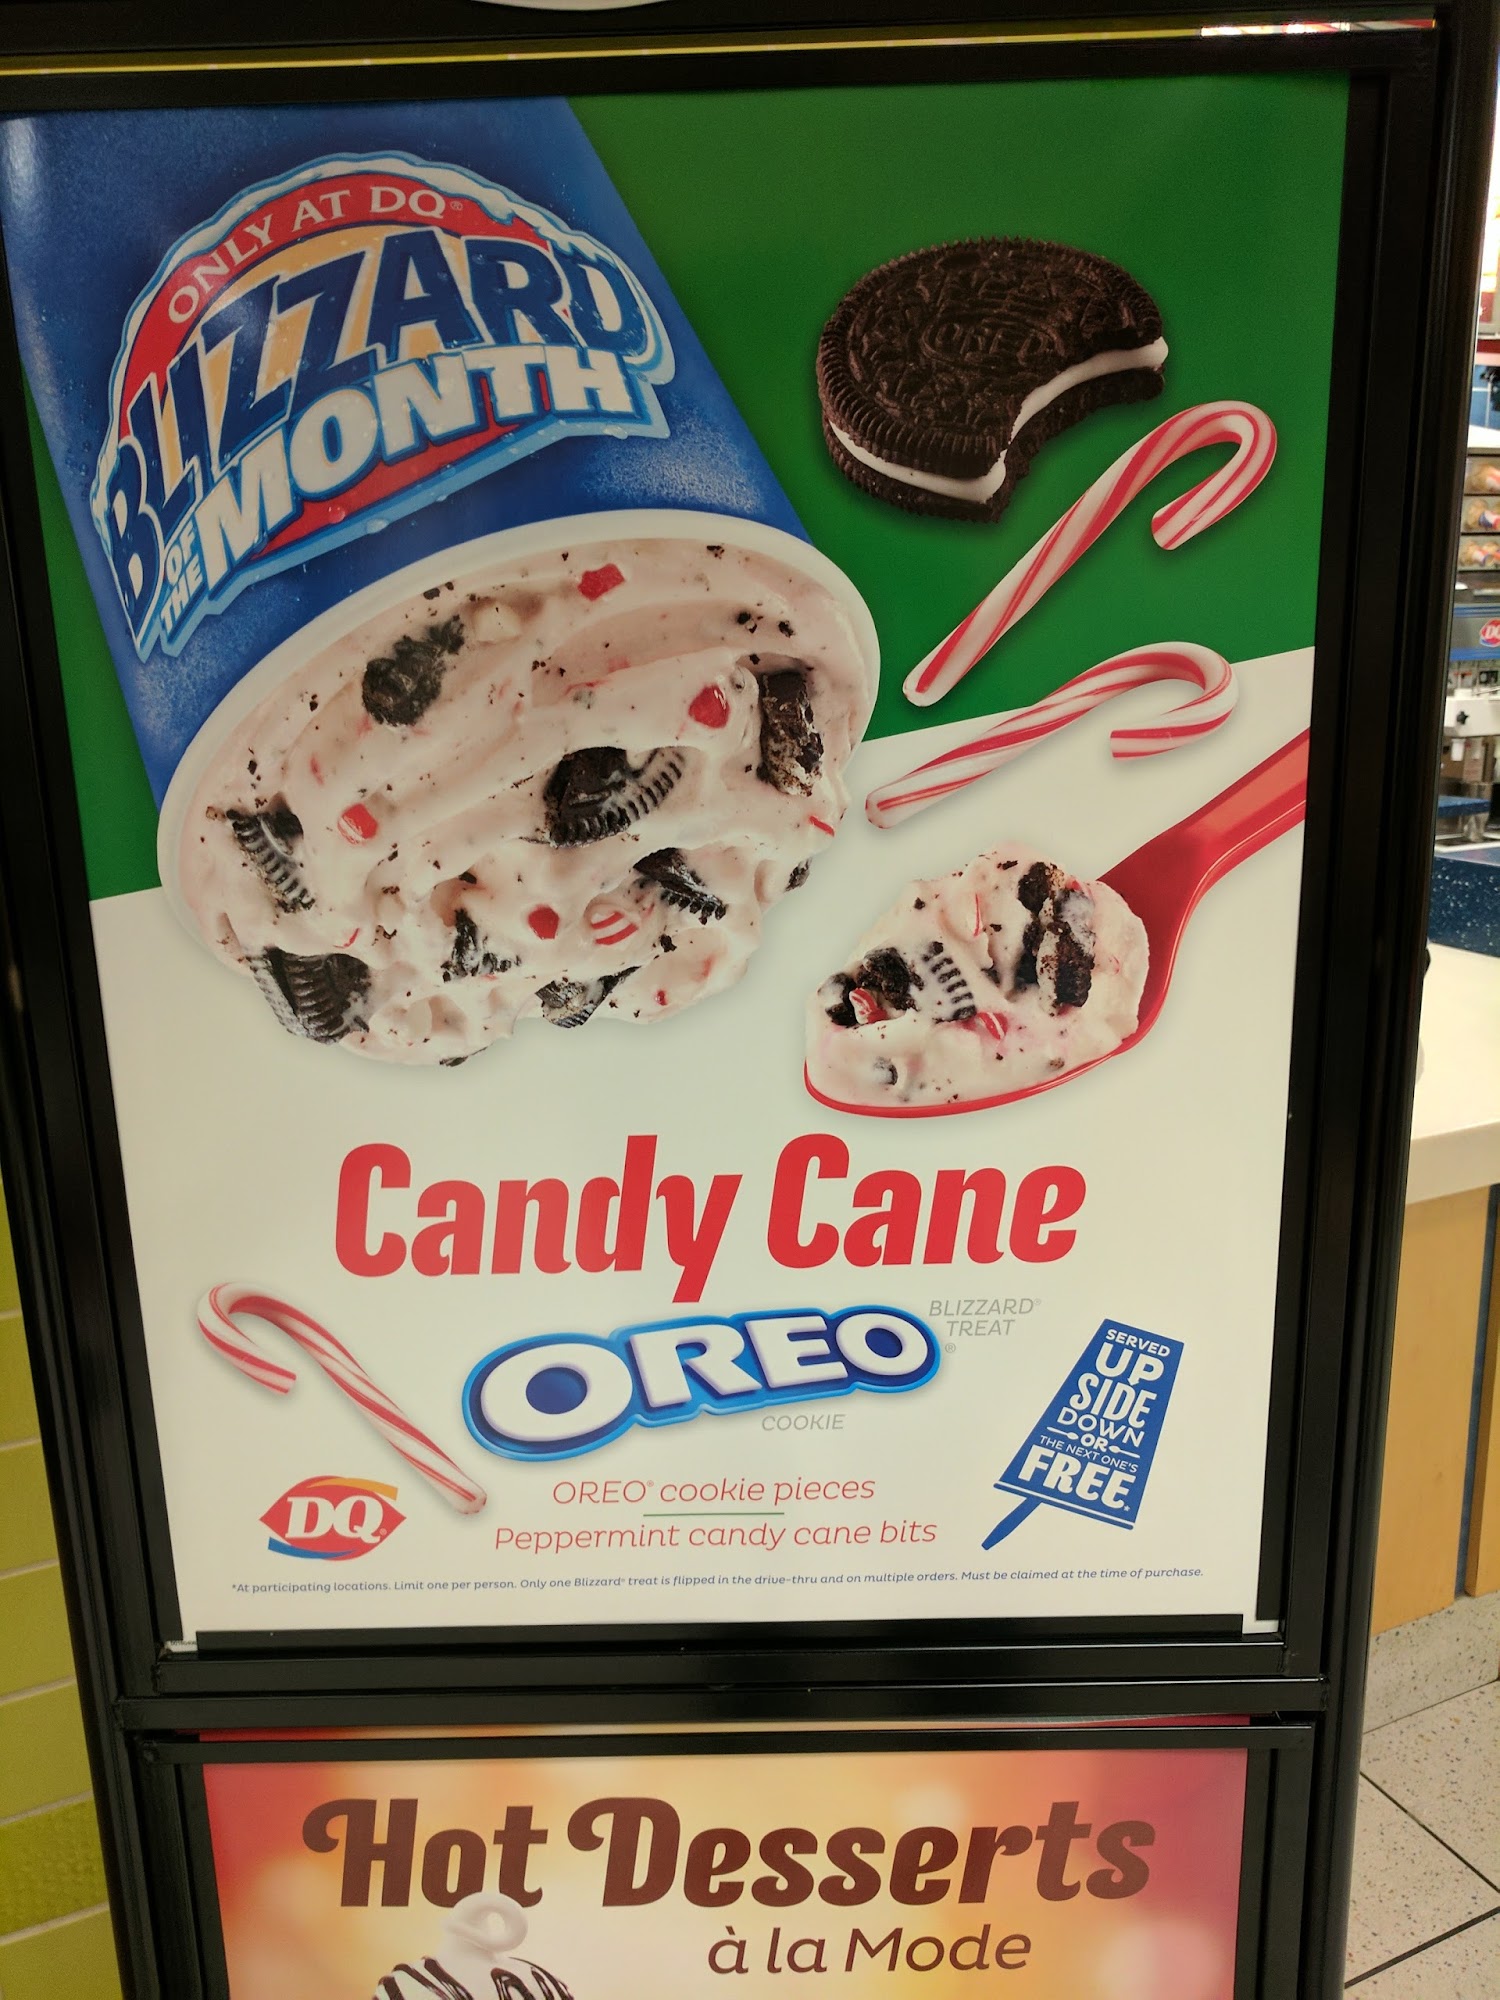 ONLY AT DQ®
BLIZZARD
OF THE
MONTH
OREO
Candy Cane
OREO®
BLIZZARD®
TREAT
COOKIE
OREO® cookie pieces
Peppermint candy cane bits
DQ®
SERVED
UP
SIDE
DOWN
OR
THE NEXT ONE'S
FREE.*
*At participating locations. Limit one per person. Only one Blizzard® treat is flipped in the drive-thru and on multiple orders. Must be claimed at the time of purchase.
Hot Desserts
à la Mode